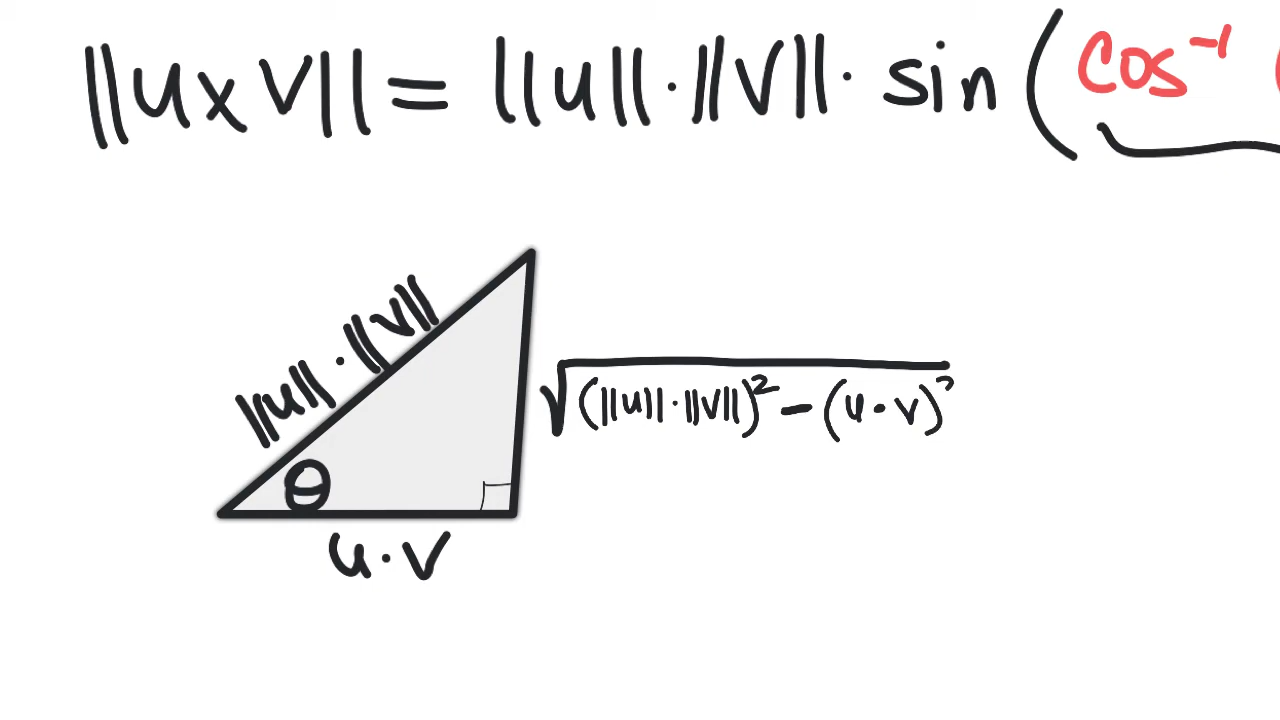 ||u x v|| = ||u|| · ||v|| · sin ( cos⁻¹ (
||u|| · ||v||
√(||u|| · ||v||)² − (u · v)²
θ
u · v